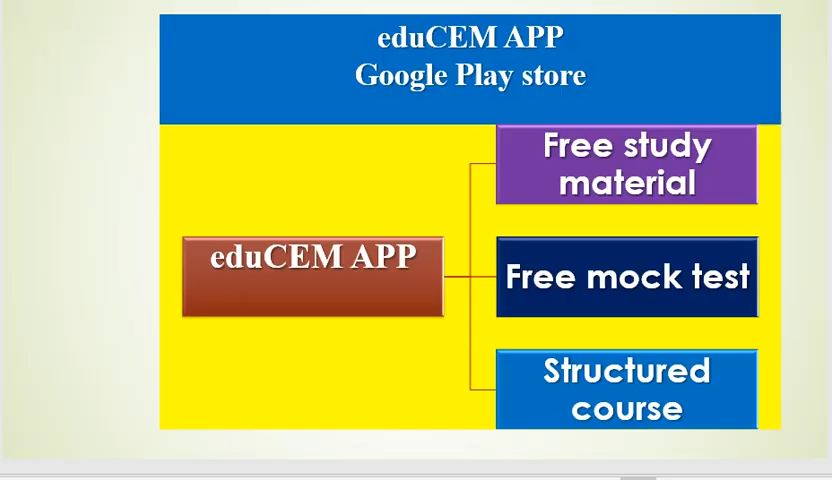 eduCEM APP
Google Play store
Free study
material
eduCEM APP
Free mock test
Structured
course